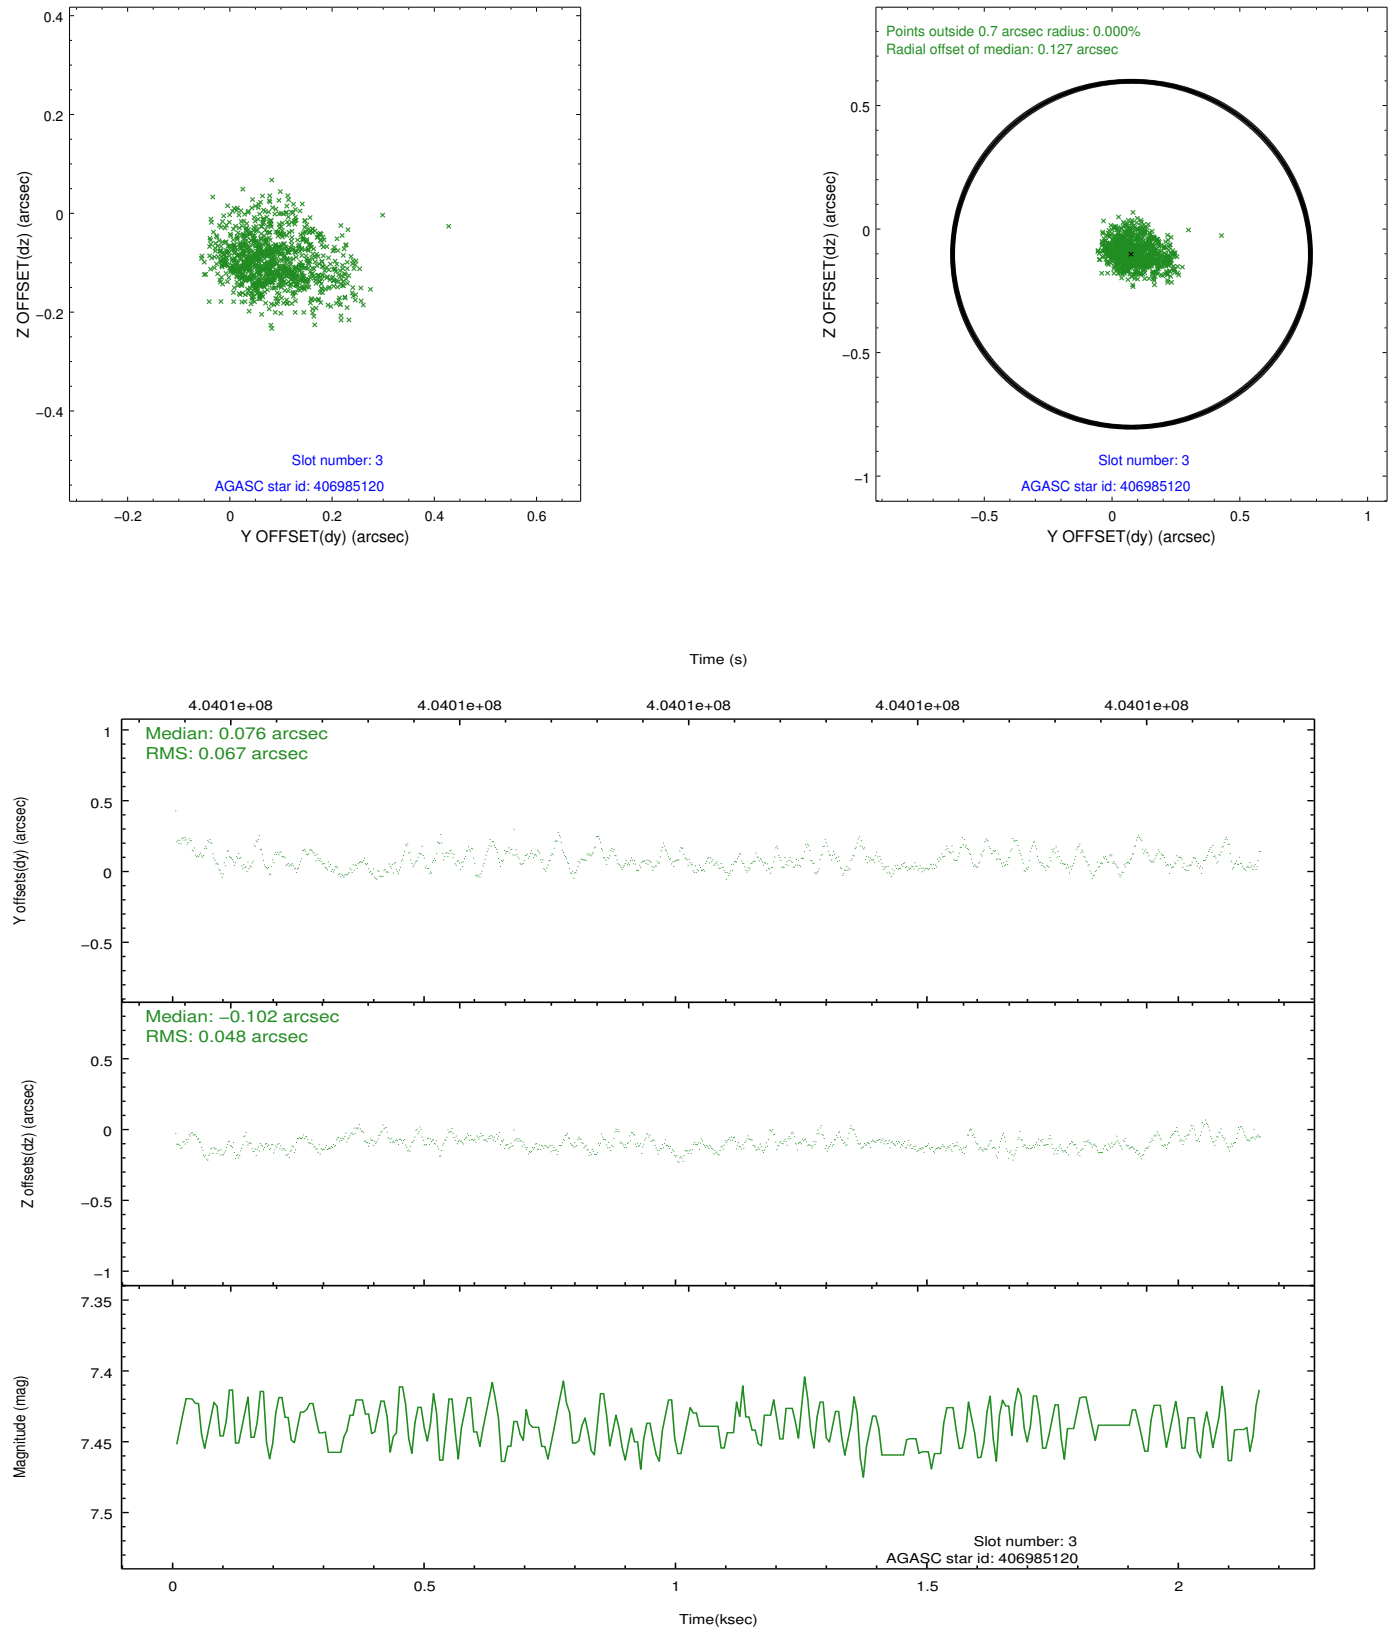 0.4
0.2
0
−0.2
−0.4
Z OFFSET(dz) (arcsec)
Slot number: 3
AGASC star id: 406985120
−0.2 0 0.2 0.4 0.6
Y OFFSET(dy) (arcsec)
Points outside 0.7 arcsec radius: 0.000%
Radial offset of median: 0.127 arcsec
0.5
0
−0.5
−1
Z OFFSET(dz) (arcsec)
Slot number: 3
AGASC star id: 406985120
−0.5 0 0.5 1
Y OFFSET(dy) (arcsec)
Time (s)
4.0401e+08 4.0401e+08 4.0401e+08 4.0401e+08 4.0401e+08
Median: 0.076 arcsec
RMS: 0.067 arcsec
1
0.5
0
−0.5
Y offsets(dy) (arcsec)
Median: −0.102 arcsec
RMS: 0.048 arcsec
0.5
0
−0.5
−1
Z offsets(dz) (arcsec)
7.35
7.4
7.45
7.5
Magnitude (mag)
Slot number: 3
AGASC star id: 406985120
0 0.5 1 1.5 2
Time(ksec)